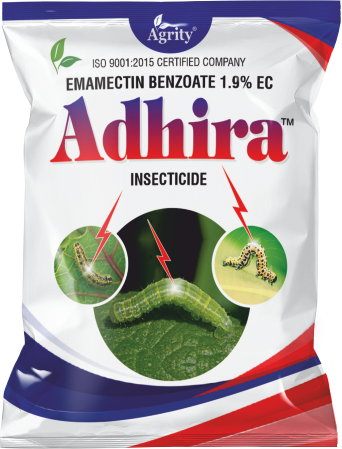 Agrity®
ISO 9001:2015 CERTIFIED COMPANY
EMAMECTIN BENZOATE 1.9% EC
Adhira™
INSECTICIDE